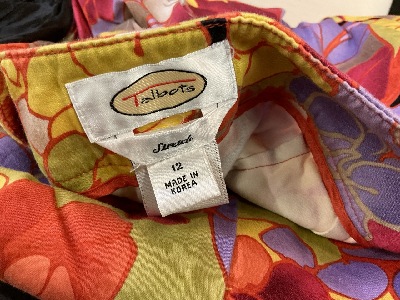 Talbots
Stretch
12
MADE IN
KOREA